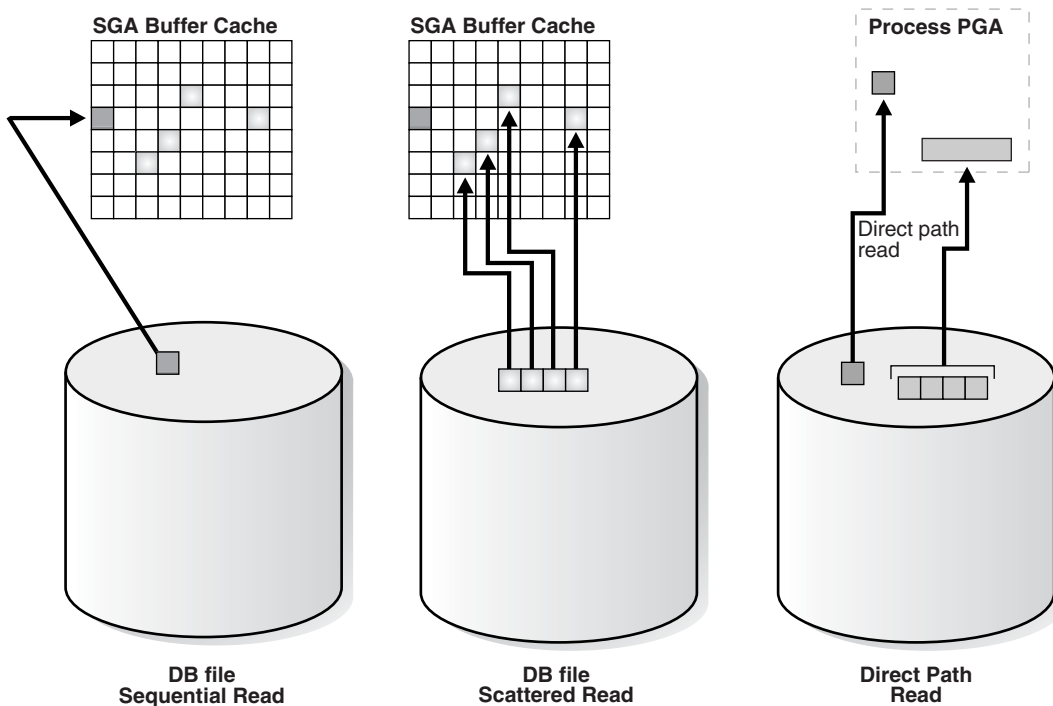 SGA Buffer Cache
SGA Buffer Cache
Process PGA
Direct path
read
DB file
Sequential Read
DB file
Scattered Read
Direct Path
Read